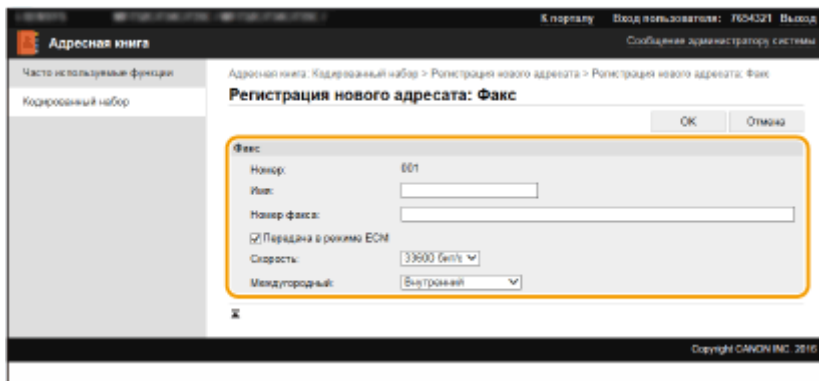 К порталу Вход пользователя: 7654321 Выход
Адресная книга
Сообщение администратору системы
Часто используемые функции
Кодированный набор
Адресная книга: Кодированный набор > Регистрация нового адресата > Регистрация нового адресата: Факс
Регистрация нового адресата: Факс
OK Отмена
Факс
Номер: 001
Имя:
Номер факса:
Передача в режиме ECM
Скорость: 33600 бит/с
Междугородный: Внутренний
Copyright CANON INC. 2016